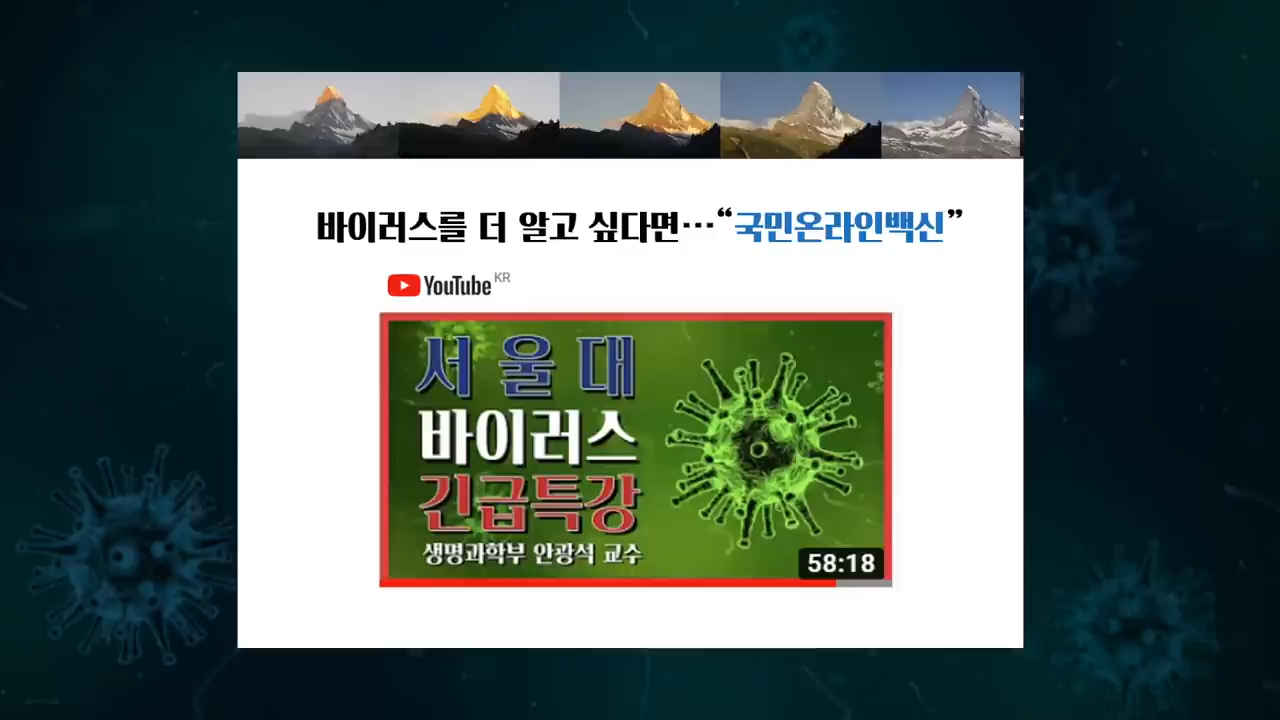 바이러스를 더 알고 싶다면…“국민온라인백신”
YouTube KR
서울대
바이러스
긴급특강
생명과학부 안광석 교수
58:18